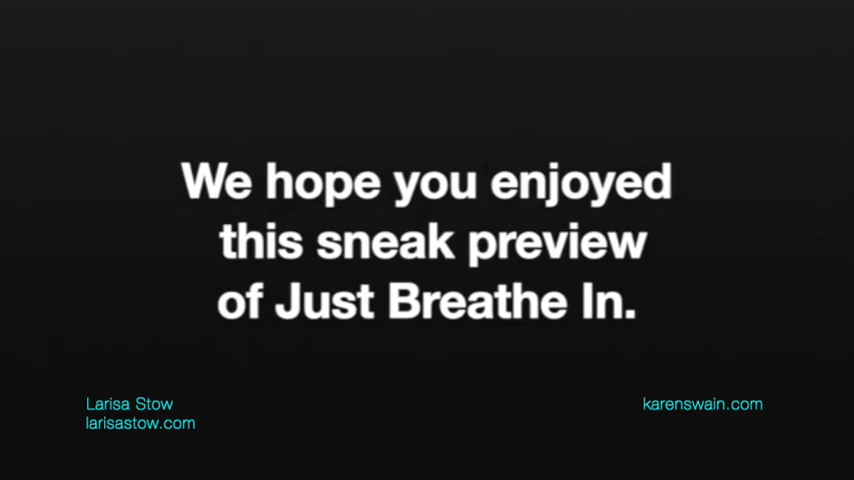 We hope you enjoyed
this sneak preview
of Just Breathe In.
Larisa Stow
larisastow.com
karenswain.com